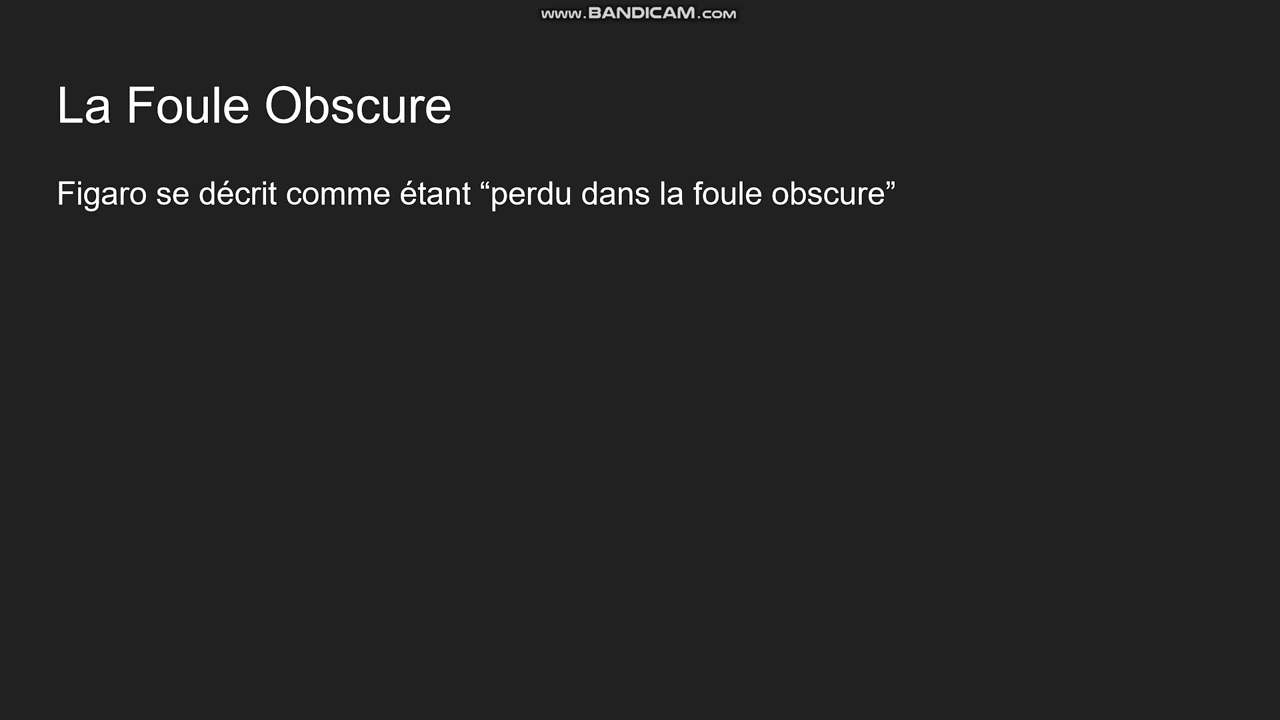 www.BANDICAM.com
La Foule Obscure
Figaro se décrit comme étant “perdu dans la foule obscure”